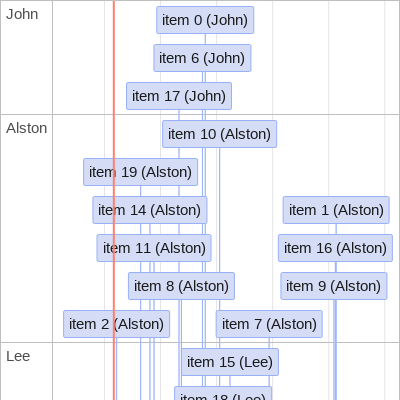 John
item 0 (John)
item 6 (John)
item 17 (John)
Alston
item 10 (Alston)
item 19 (Alston)
item 14 (Alston)
item 1 (Alston)
item 11 (Alston)
item 16 (Alston)
item 8 (Alston)
item 9 (Alston)
item 2 (Alston)
item 7 (Alston)
Lee
item 15 (Lee)
item 18 (Lee)